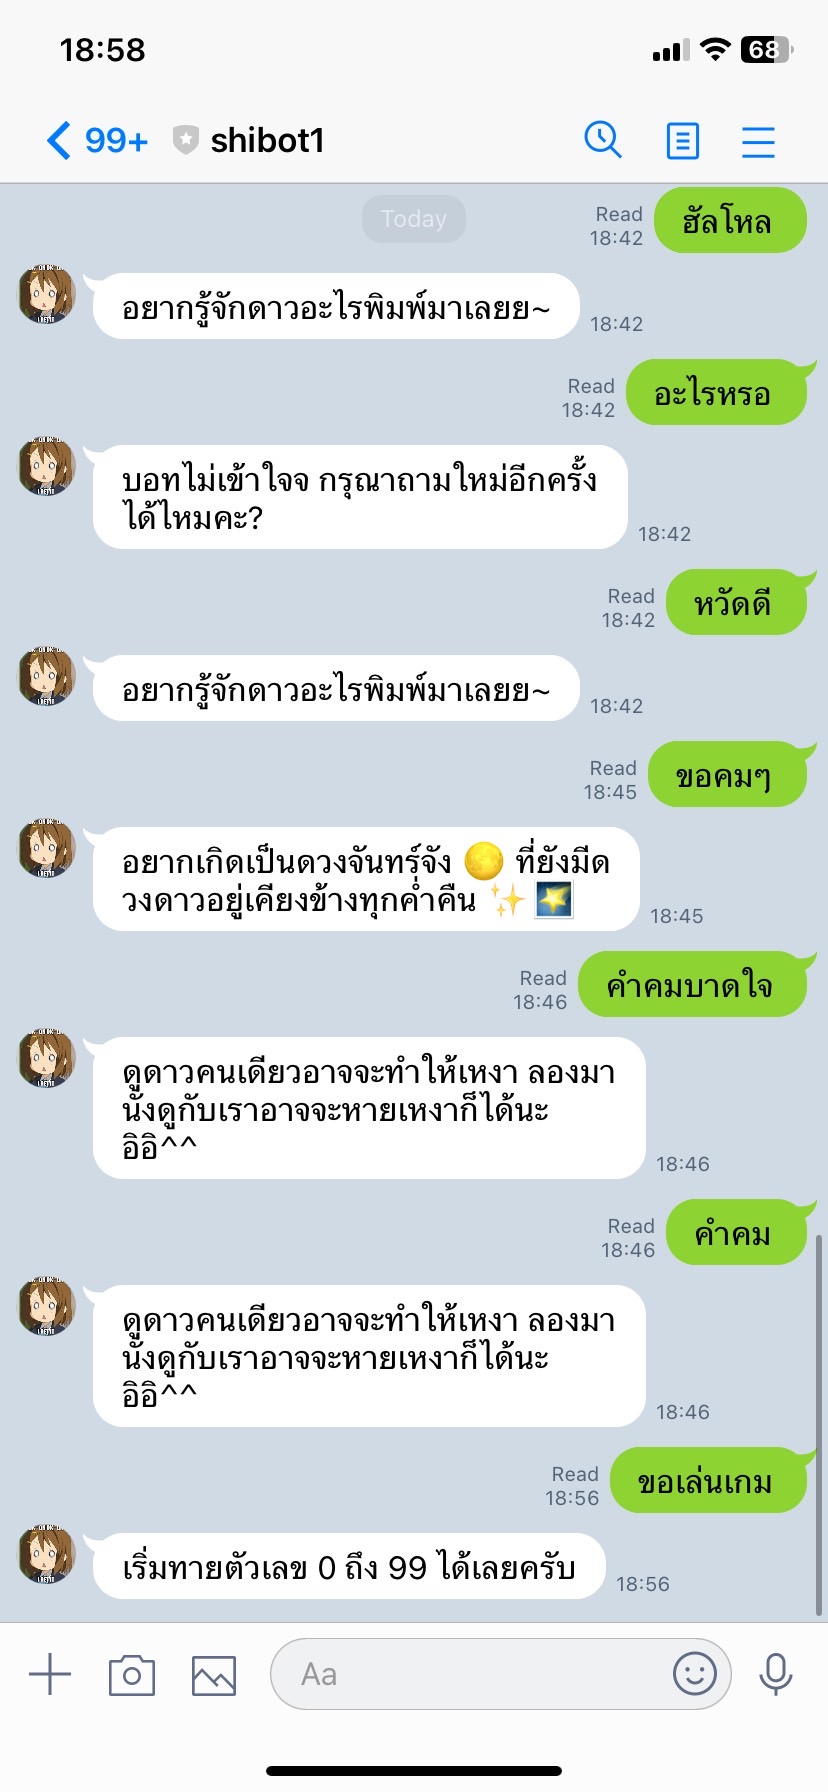 18:58
68
99+ shibot1
Today
Read
18:42
ฮัลโหล
อยากรู้จักดาวอะไรพิมพ์มาเลยย~
18:42
Read
18:42
อะไรหรอ
บอทไม่เข้าใจจ กรุณาถามใหม่อีกครั้ง
ได้ไหมคะ?
18:42
Read
18:42
หวัดดี
อยากรู้จักดาวอะไรพิมพ์มาเลยย~
18:42
Read
18:45
ขอคมๆ
อยากเกิดเป็นดวงจันทร์จัง 🌕 ที่ยังมีด
วงดาวอยู่เคียงข้างทุกค่ำคืน ✨ 🌠
18:45
Read
18:46
คำคมบาดใจ
ดูดาวคนเดียวอาจจะทำให้เหงา ลองมา
นั่งดูกับเราอาจจะหายเหงาก็ได้นะ
อิอิ^^
18:46
Read
18:46
คำคม
ดูดาวคนเดียวอาจจะทำให้เหงา ลองมา
นั่งดูกับเราอาจจะหายเหงาก็ได้นะ
อิอิ^^
18:46
Read
18:56
ขอเล่นเกม
เริ่มทายตัวเลข 0 ถึง 99 ได้เลยครับ
18:56
Aa